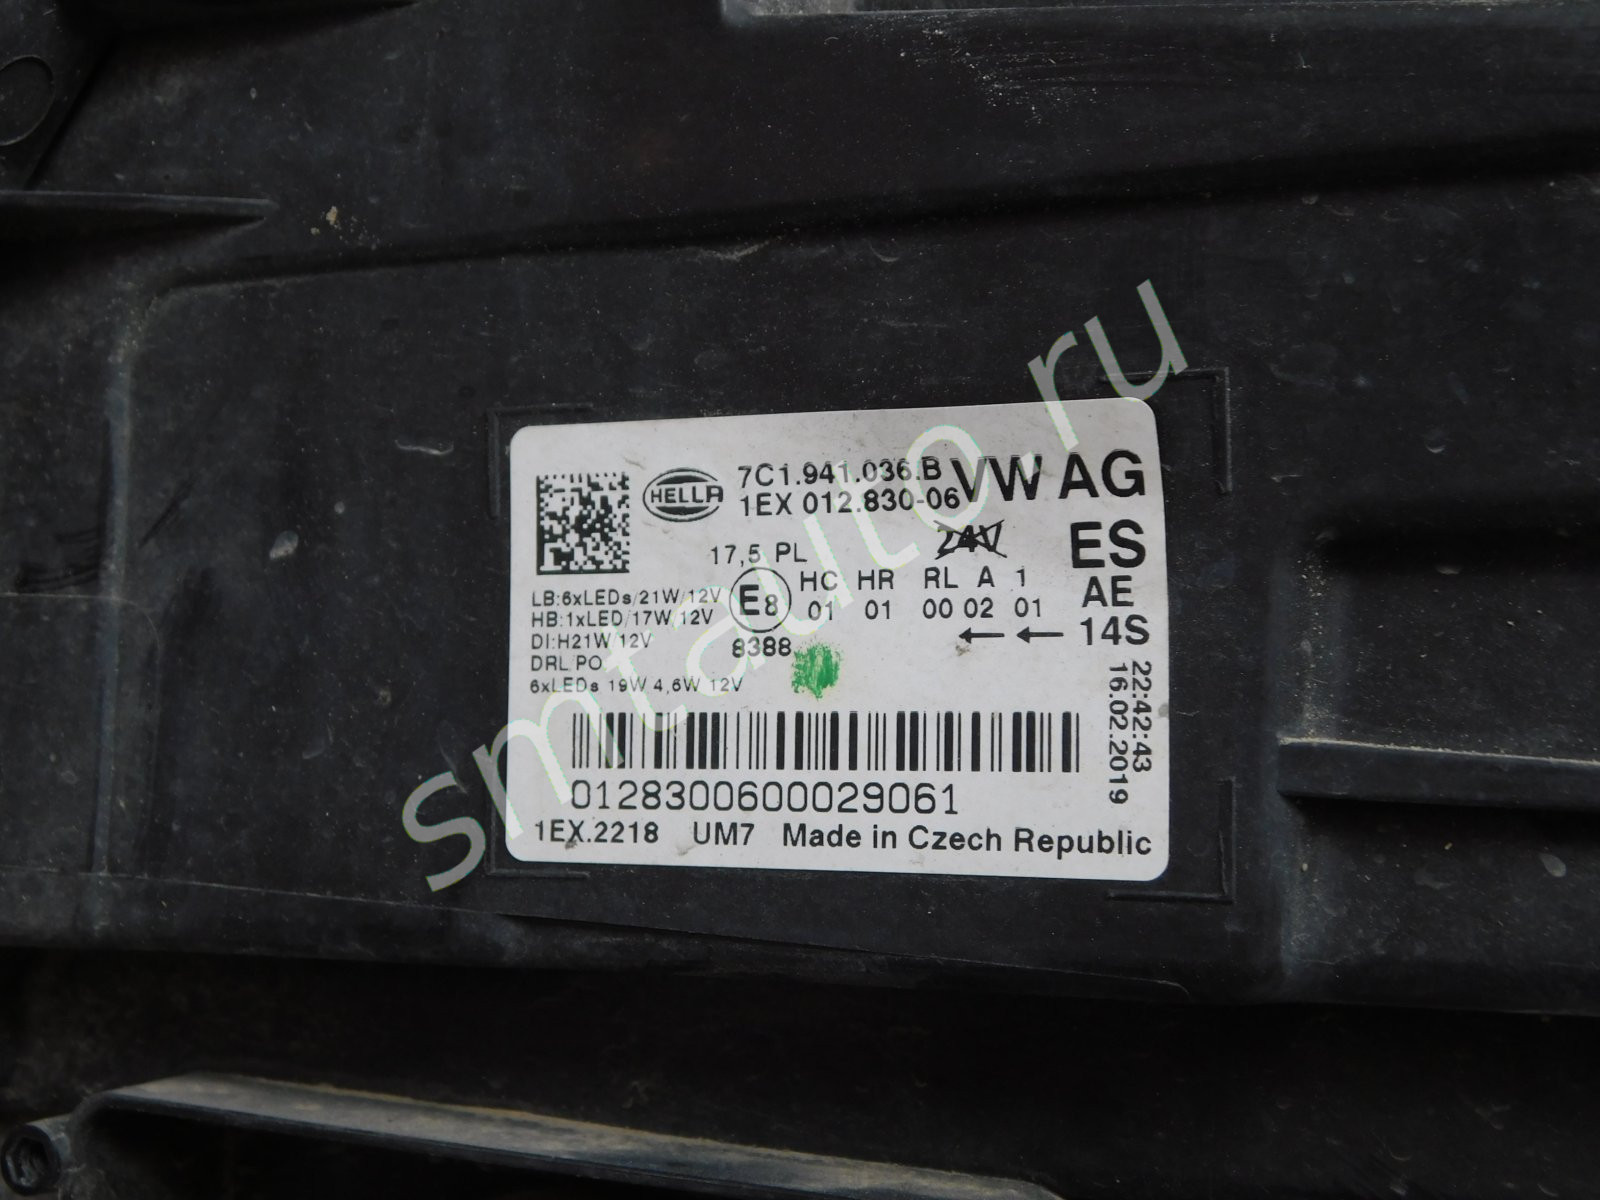 HELLA
7C1.941.036.B VW AG
1EX 012.830-06
17,5 PL 24V ES
HC HR RL A 1 AE
E8 01 01 00 02 01
LB:6xLEDs/21W/12V
HB:1xLED/17W/12V
DI:H21W/12V
DRL/PO
6xLEDs 19W 4,6W 12V
8388
←← 14S
22:42:43
16.02.2019
0128300600029061
1EX.2218 UM7 Made in Czech Republic
smtauto.ru